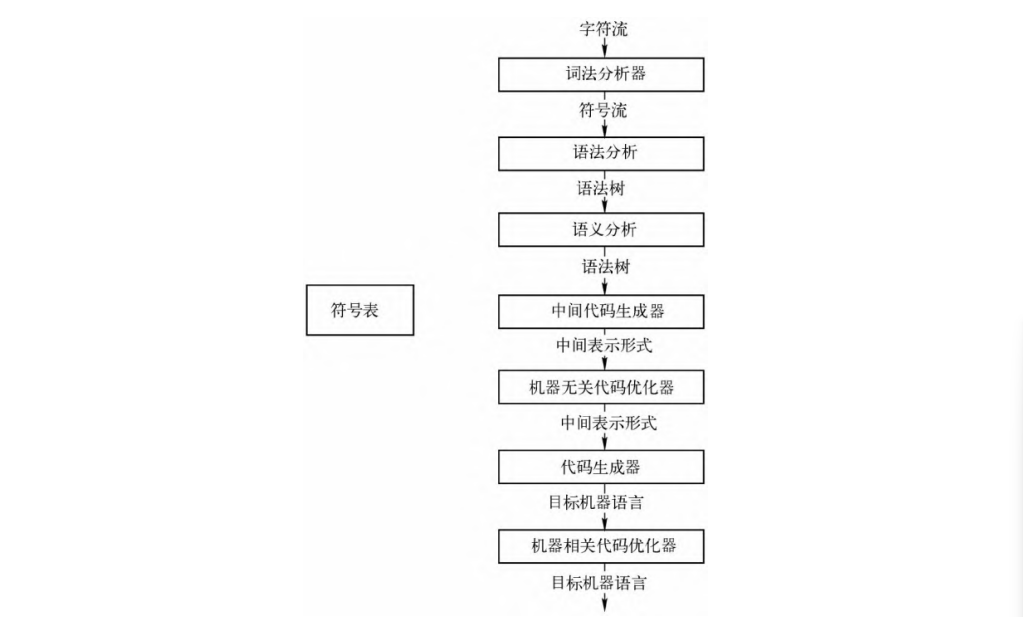 字符流
词法分析器
符号流
语法分析
语法树
语义分析
语法树
符号表
中间代码生成器
中间表示形式
机器无关代码优化器
中间表示形式
代码生成器
目标机器语言
机器相关代码优化器
目标机器语言